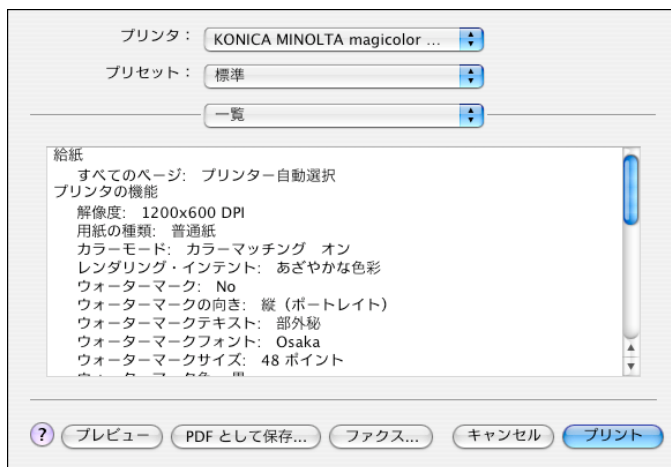 プリンタ： KONICA MINOLTA magicolor ...
プリセット： 標準
一覧
給紙
すべてのページ: プリンター自動選択
プリンタの機能
解像度: 1200x600 DPI
用紙の種類: 普通紙
カラーモード: カラーマッチング オン
レンダリング・インテント: あざやかな色彩
ウォーターマーク: No
ウォーターマークの向き: 縦（ポートレイト）
ウォーターマークテキスト: 部外秘
ウォーターマークフォント: Osaka
ウォーターマークサイズ: 48 ポイント
? プレビュー PDF として保存... ファクス... キャンセル プリント